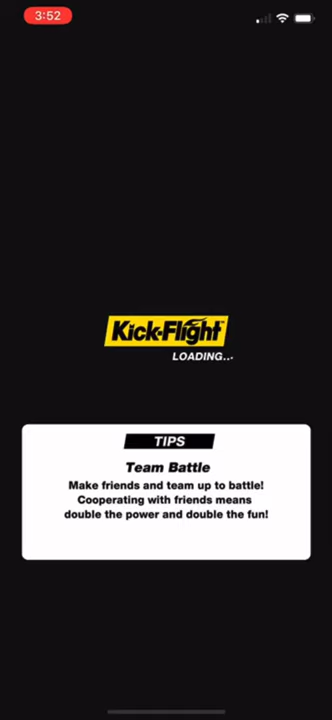 3:52
Kick-Flight™
LOADING...
TIPS
Team Battle
Make friends and team up to battle!
Cooperating with friends means
double the power and double the fun!